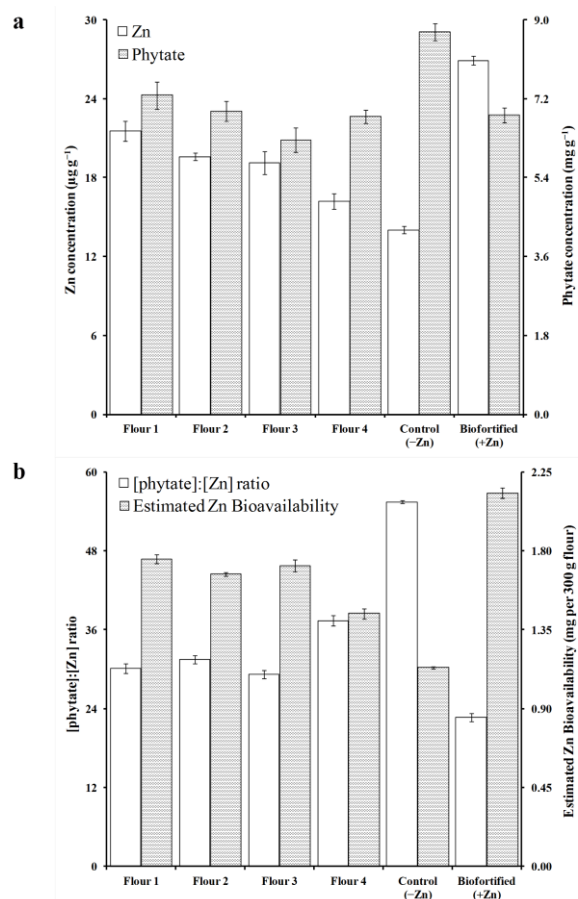 a
Zn
Phytate
Zn concentration (µg g⁻¹)
30
24
18
12
6
0
9.0
7.2
5.4
3.6
1.8
0.0
Phytate concentration (mg g⁻¹)
Flour 1
Flour 2
Flour 3
Flour 4
Control
(−Zn)
Biofortified
(+Zn)
b
[phytate]:[Zn] ratio
Estimated Zn Bioavailability
[phytate]:[Zn] ratio
60
48
36
24
12
0
2.25
1.80
1.35
0.90
0.45
0.00
Estimated Zn Bioavailability (mg per 300 g flour)
Flour 1
Flour 2
Flour 3
Flour 4
Control
(−Zn)
Biofortified
(+Zn)